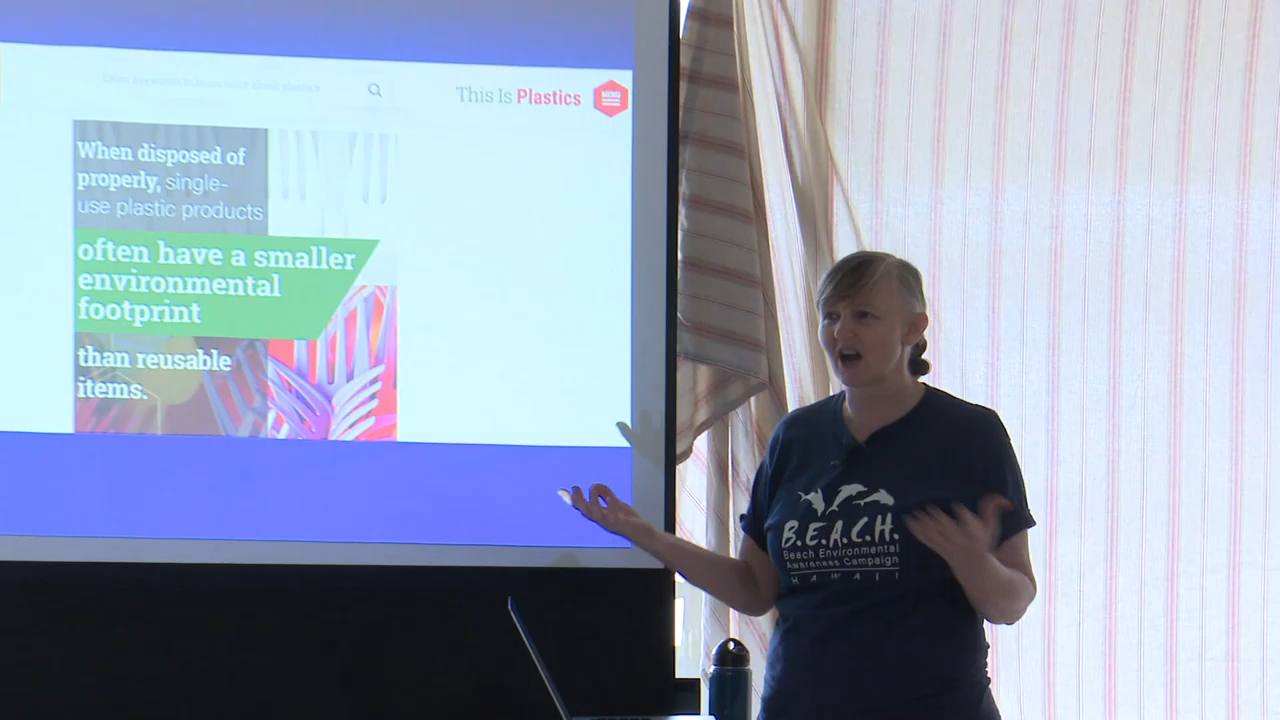 This Is Plastics
MENU
When disposed of
properly, single-
use plastic products
often have a smaller
environmental
footprint
than reusable
items.
B.E.A.C.H.
Beach Environmental
Awareness Campaign
HAWAII